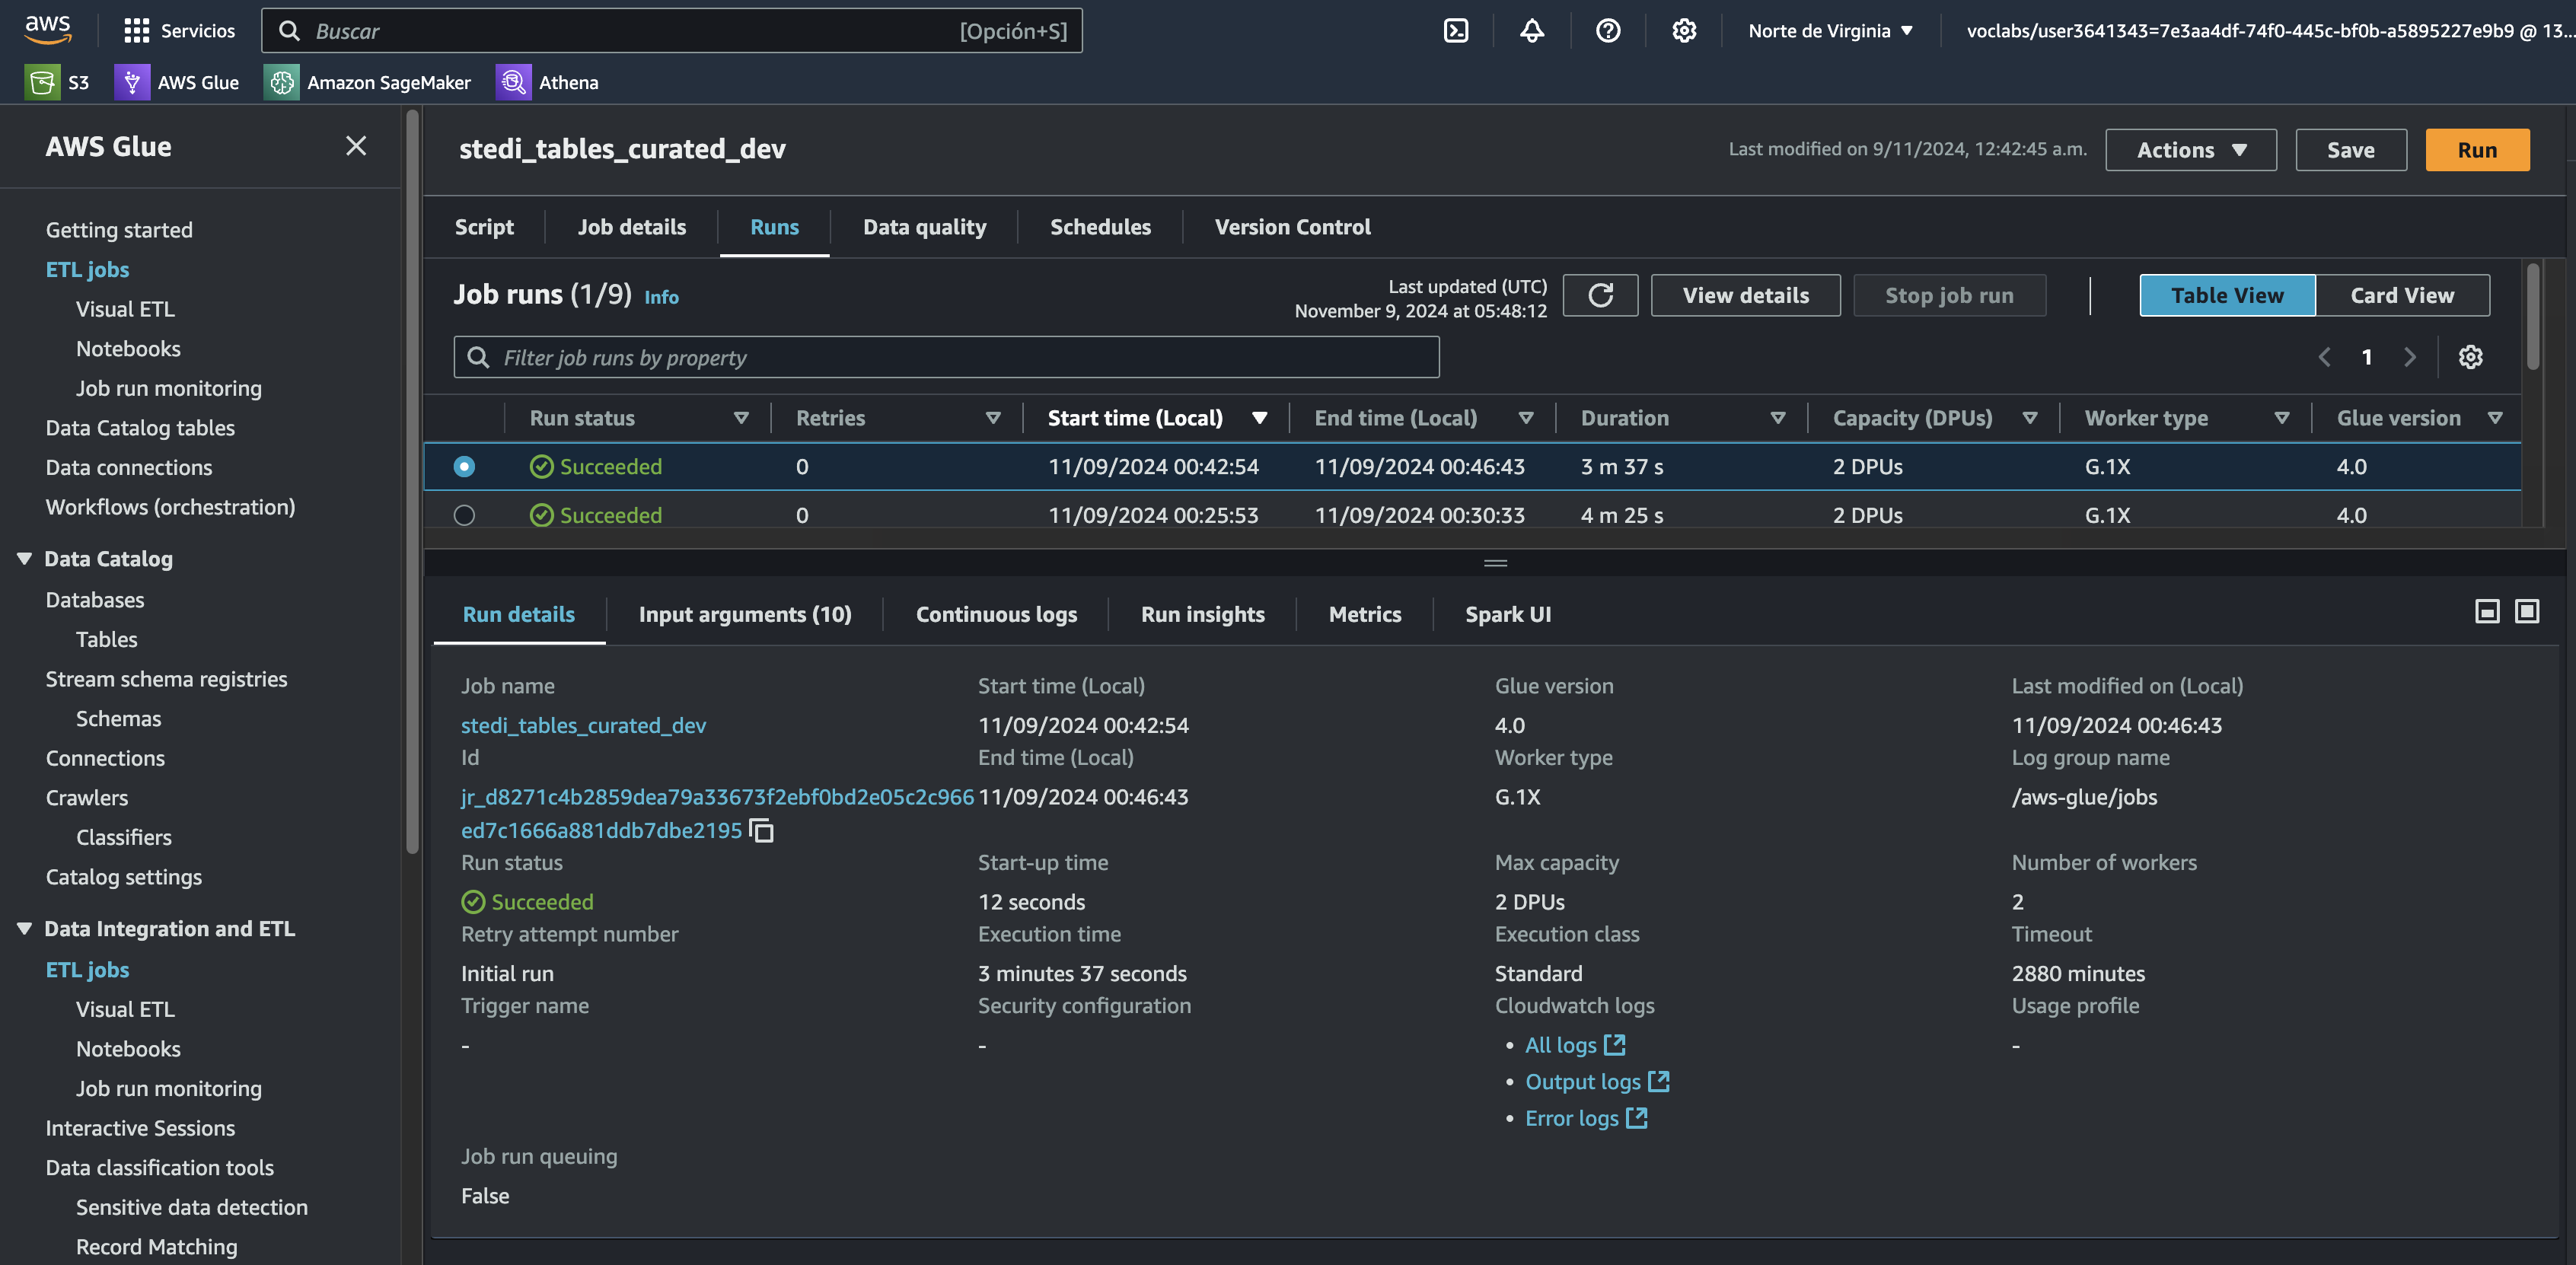 aws
Servicios
Buscar [Opción+S]
Norte de Virginia
voclabs/user3641343=7e3aa4df-74f0-445c-bf0b-a5895227e9b9 @ 13...
S3
AWS Glue
Amazon SageMaker
Athena
AWS Glue
Getting started
ETL jobs
Visual ETL
Notebooks
Job run monitoring
Data Catalog tables
Data connections
Workflows (orchestration)
Data Catalog
Databases
Tables
Stream schema registries
Schemas
Connections
Crawlers
Classifiers
Catalog settings
Data Integration and ETL
ETL jobs
Visual ETL
Notebooks
Job run monitoring
Interactive Sessions
Data classification tools
Sensitive data detection
Record Matching
stedi_tables_curated_dev
Last modified on 9/11/2024, 12:42:45 a.m.
Actions
Save
Run
Script
Job details
Runs
Data quality
Schedules
Version Control
Job runs (1/9) Info
Last updated (UTC)
November 9, 2024 at 05:48:12
View details
Stop job run
Table View
Card View
Filter job runs by property
1
Run status Retries Start time (Local) End time (Local) Duration Capacity (DPUs) Worker type Glue version
Succeeded 0 11/09/2024 00:42:54 11/09/2024 00:46:43 3 m 37 s 2 DPUs G.1X 4.0
Succeeded 0 11/09/2024 00:25:53 11/09/2024 00:30:33 4 m 25 s 2 DPUs G.1X 4.0
Run details
Input arguments (10)
Continuous logs
Run insights
Metrics
Spark UI
Job name Start time (Local) Glue version Last modified on (Local)
stedi_tables_curated_dev 11/09/2024 00:42:54 4.0 11/09/2024 00:46:43
Id End time (Local) Worker type Log group name
jr_d8271c4b2859dea79a33673f2ebf0bd2e05c2c966 11/09/2024 00:46:43 G.1X /aws-glue/jobs
ed7c1666a881ddb7dbe2195
Run status Start-up time Max capacity Number of workers
Succeeded 12 seconds 2 DPUs 2
Retry attempt number Execution time Execution class Timeout
Initial run 3 minutes 37 seconds Standard 2880 minutes
Trigger name Security configuration Cloudwatch logs Usage profile
- - • All logs -
• Output logs
• Error logs
Job run queuing
False